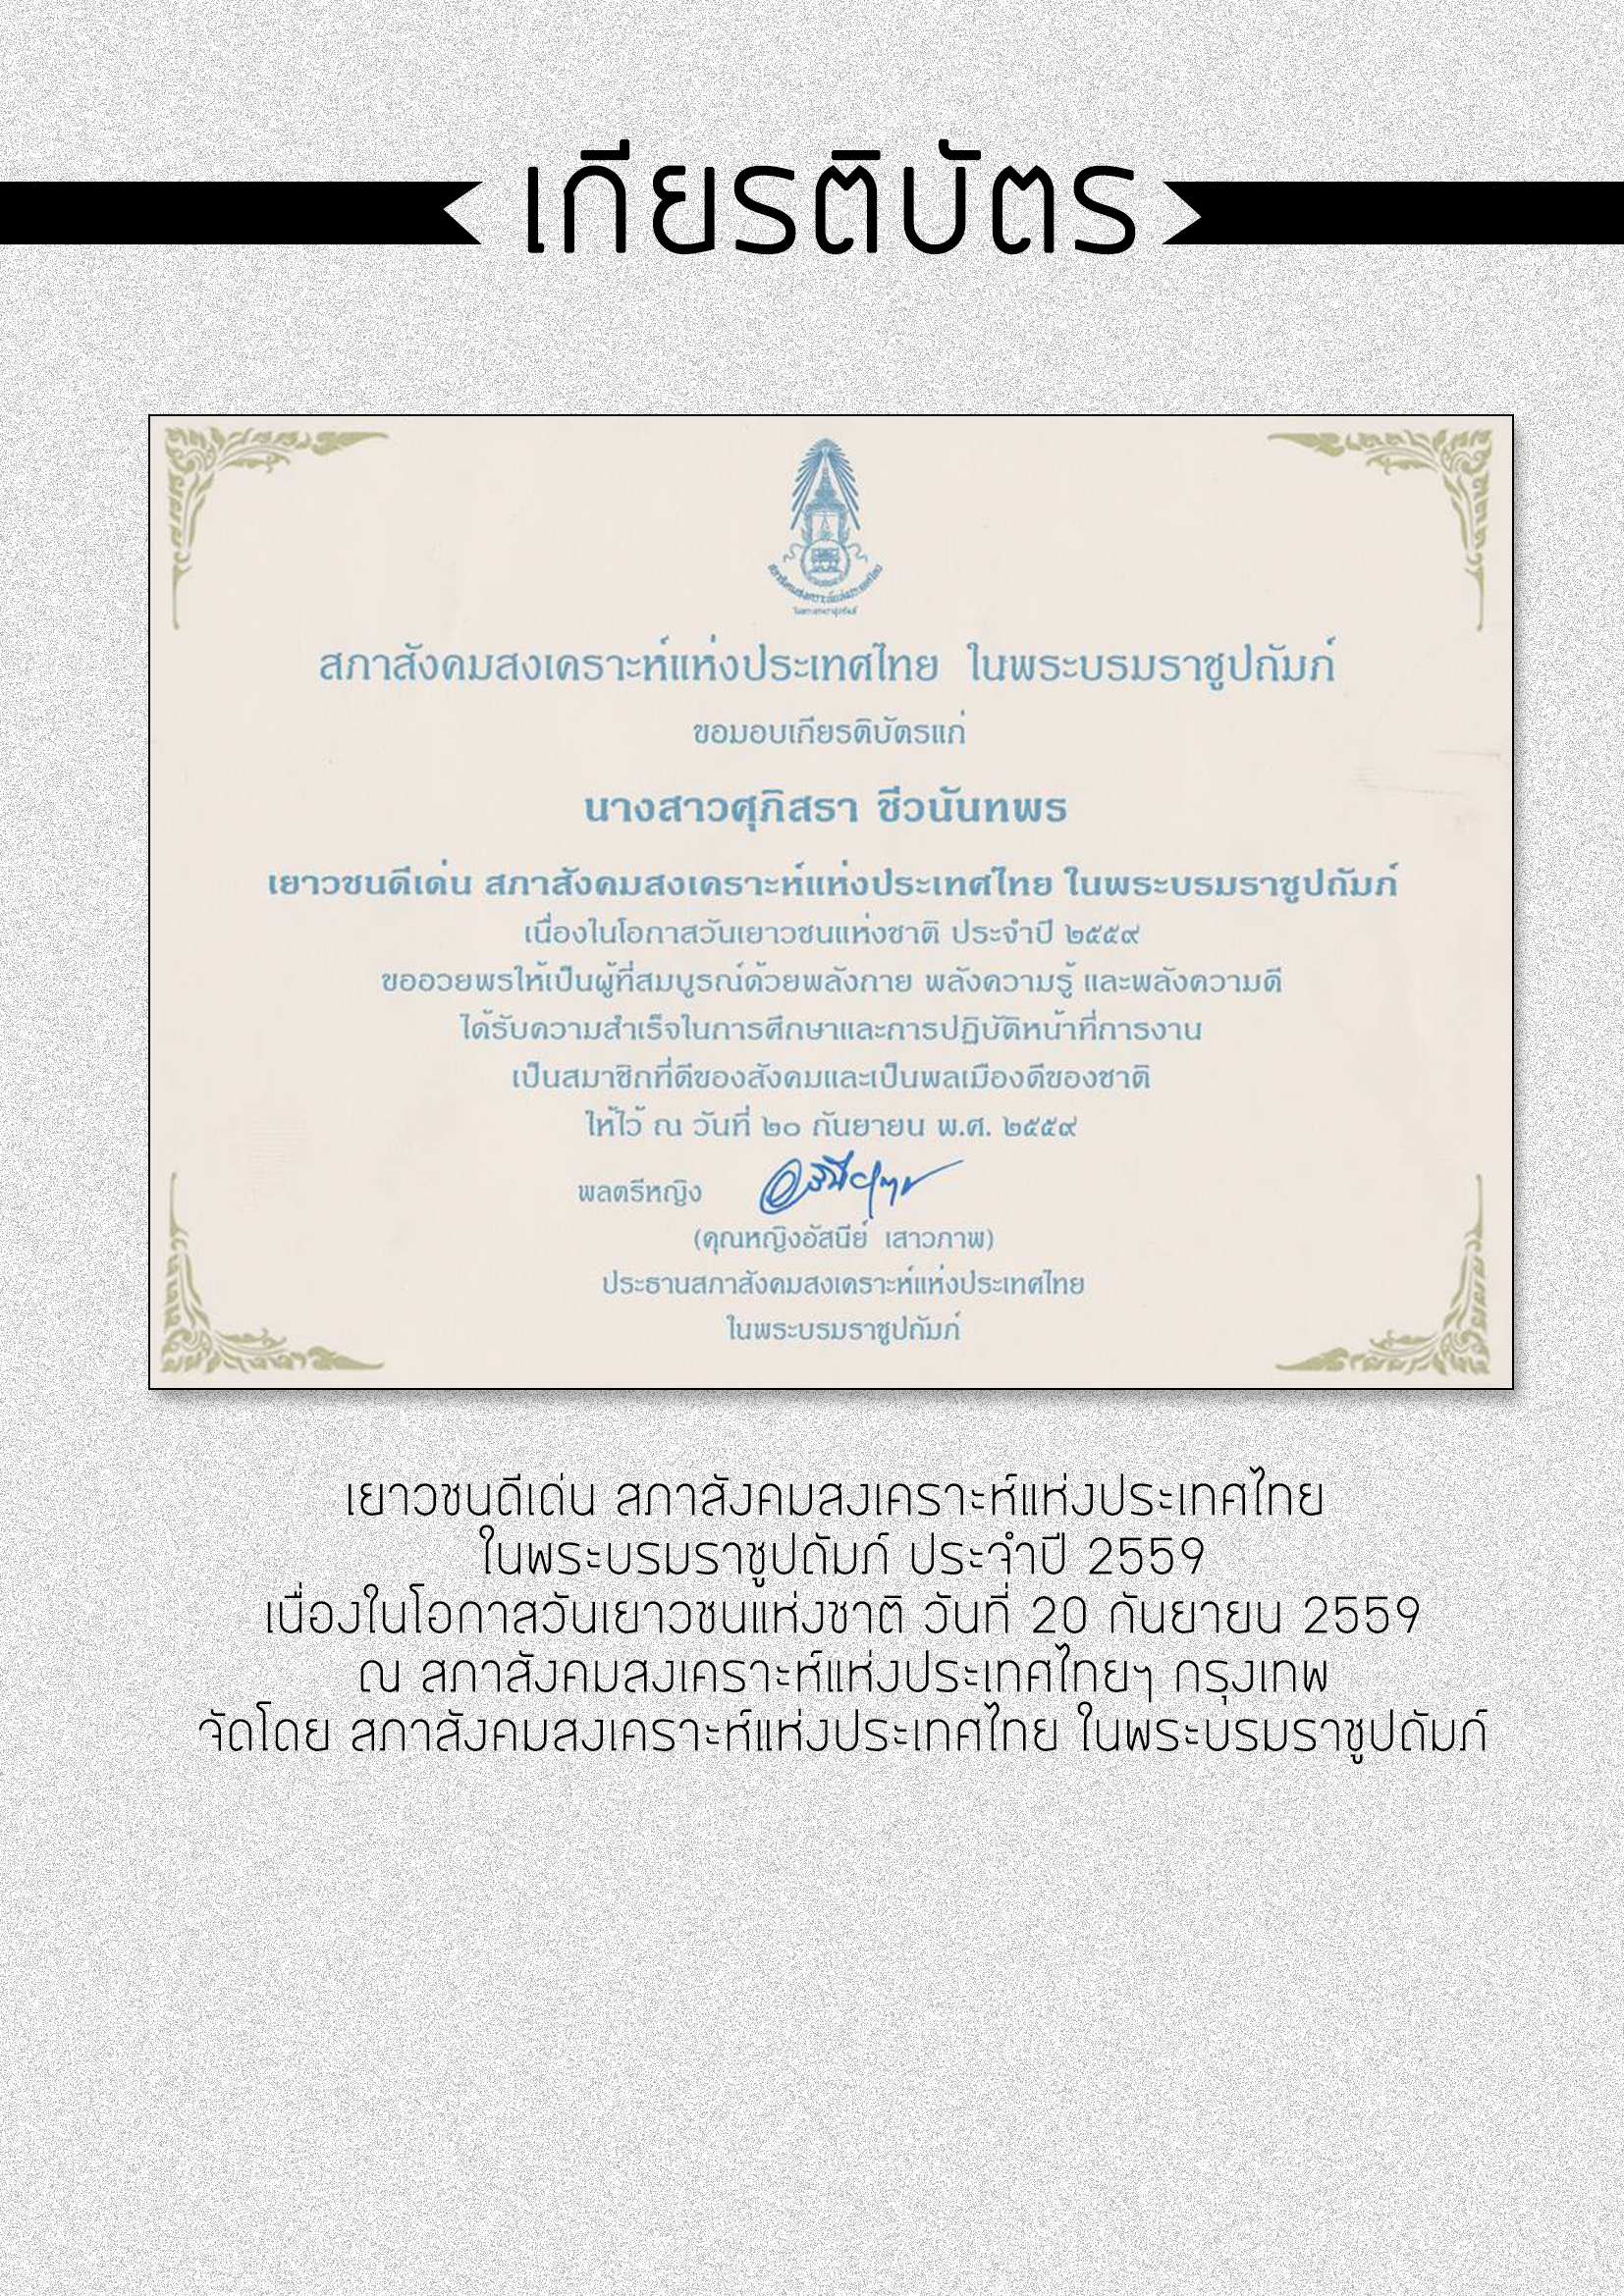 เกียรติบัตร
สภาสังคมสงเคราะห์แห่งประเทศไทย ในพระบรมราชูปถัมภ์
ขอมอบเกียรติบัตรแก่
นางสาวศุภิสรา ชีวนันทพร
เยาวชนดีเด่น สภาสังคมสงเคราะห์แห่งประเทศไทย ในพระบรมราชูปถัมภ์
เนื่องในโอกาสวันเยาวชนแห่งชาติ ประจำปี ๒๕๕๙
ขออวยพรให้เป็นผู้ที่สมบูรณ์ด้วยพลังกาย พลังความรู้ และพลังความดี
ได้รับความสำเร็จในการศึกษาและการปฏิบัติหน้าที่การงาน
เป็นสมาชิกที่ดีของสังคมและเป็นพลเมืองดีของชาติ
ให้ไว้ ณ วันที่ ๒๐ กันยายน พ.ศ. ๒๕๕๙
พลตรีหญิง
(คุณหญิงอัสนีย์ เสาวภาพ)
ประธานสภาสังคมสงเคราะห์แห่งประเทศไทย
ในพระบรมราชูปถัมภ์
เยาวชนดีเด่น สภาสังคมสงเคราะห์แห่งประเทศไทย
ในพระบรมราชูปถัมภ์ ประจำปี 2559
เนื่องในโอกาสวันเยาวชนแห่งชาติ วันที่ 20 กันยายน 2559
ณ สภาสังคมสงเคราะห์แห่งประเทศไทยฯ กรุงเทพ
จัดโดย สภาสังคมสงเคราะห์แห่งประเทศไทย ในพระบรมราชูปถัมภ์